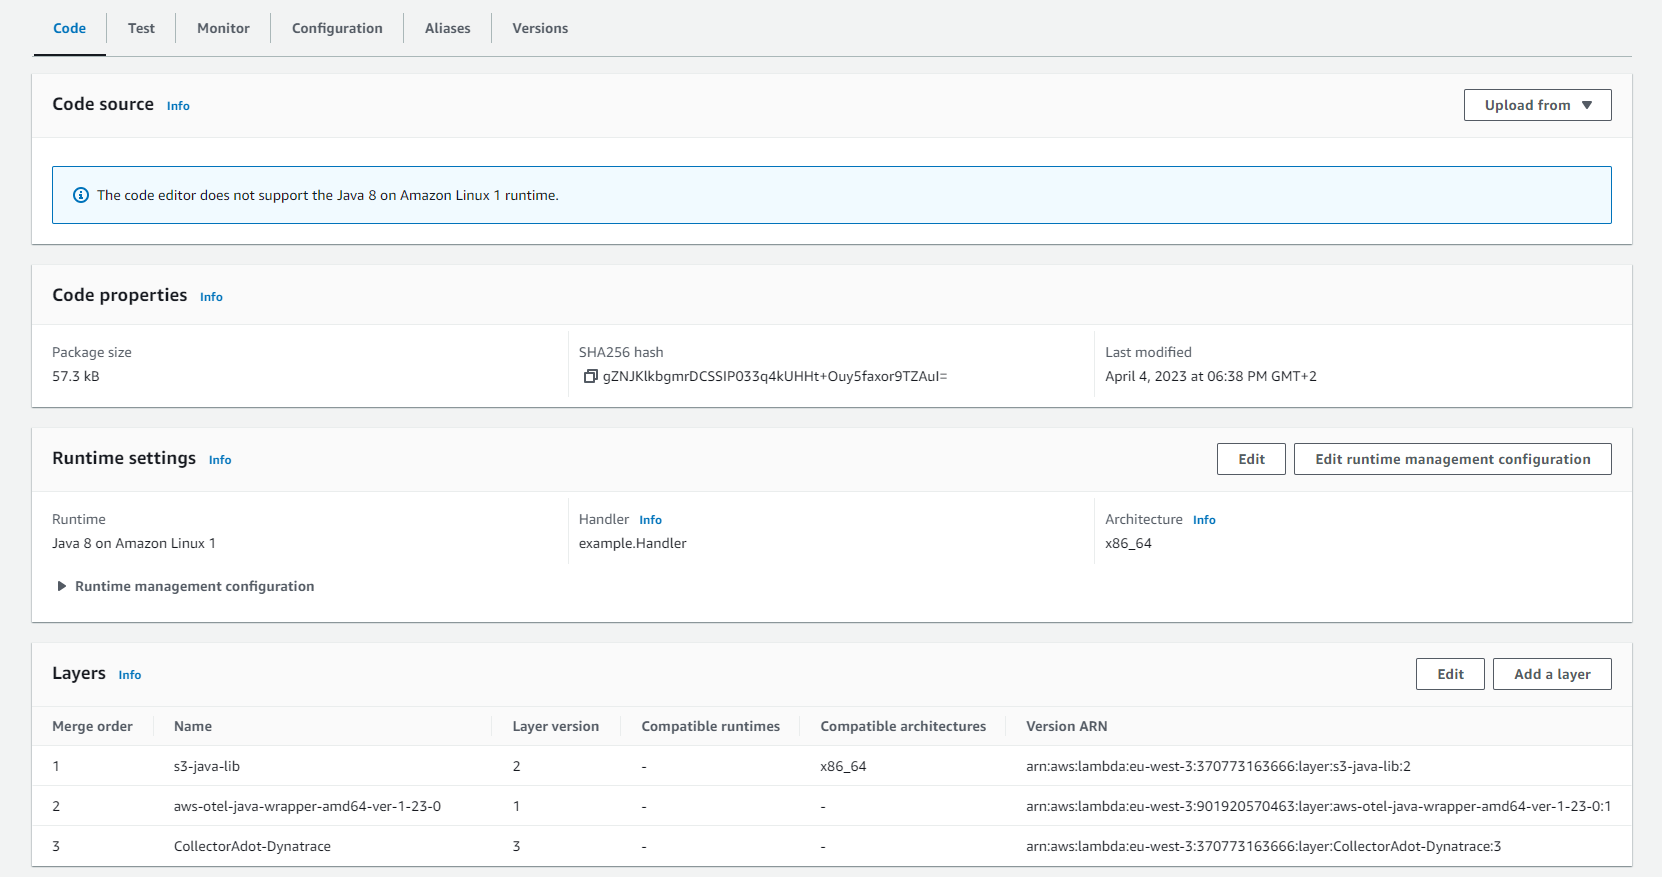 Code Test Monitor Configuration Aliases Versions
Code source Info Upload from
The code editor does not support the Java 8 on Amazon Linux 1 runtime.
Code properties Info
Package size SHA256 hash Last modified
57.3 kB gZNJKlkbgmrDCSSIP033q4kUHHt+Ouy5faxor9TZAuI= April 4, 2023 at 06:38 PM GMT+2
Runtime settings Info Edit Edit runtime management configuration
Runtime Handler Info Architecture Info
Java 8 on Amazon Linux 1 example.Handler x86_64
Runtime management configuration
Layers Info Edit Add a layer
Merge order Name Layer version Compatible runtimes Compatible architectures Version ARN
1 s3-java-lib 2 - x86_64 arn:aws:lambda:eu-west-3:370773163666:layer:s3-java-lib:2
2 aws-otel-java-wrapper-amd64-ver-1-23-0 1 - - arn:aws:lambda:eu-west-3:901920570463:layer:aws-otel-java-wrapper-amd64-ver-1-23-0:1
3 CollectorAdot-Dynatrace 3 - - arn:aws:lambda:eu-west-3:370773163666:layer:CollectorAdot-Dynatrace:3